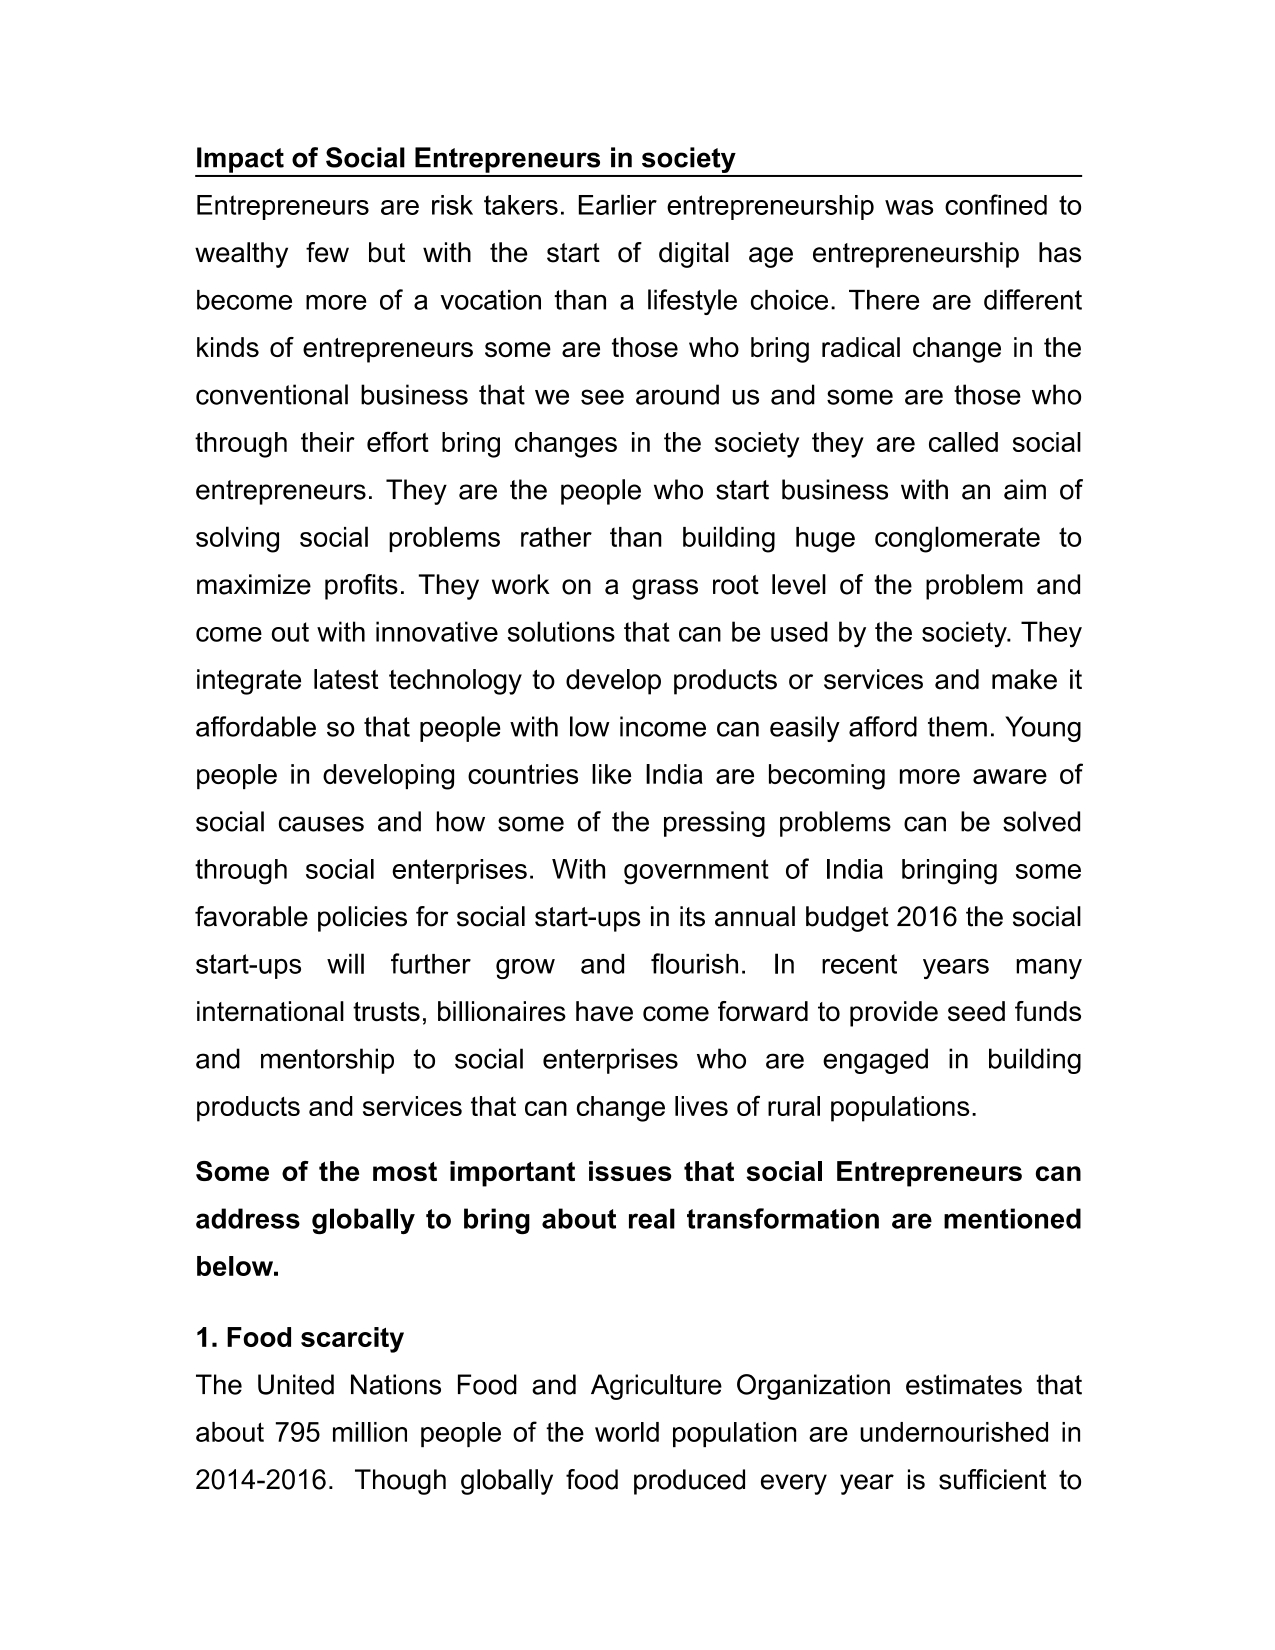 Impact of Social Entrepreneurs in society
Entrepreneurs are risk takers. Earlier entrepreneurship was confined to
wealthy few but with the start of digital age entrepreneurship has
become more of a vocation than a lifestyle choice. There are different
kinds of entrepreneurs some are those who bring radical change in the
conventional business that we see around us and some are those who
through their effort bring changes in the society they are called social
entrepreneurs. They are the people who start business with an aim of
solving social problems rather than building huge conglomerate to
maximize profits. They work on a grass root level of the problem and
come out with innovative solutions that can be used by the society. They
integrate latest technology to develop products or services and make it
affordable so that people with low income can easily afford them. Young
people in developing countries like India are becoming more aware of
social causes and how some of the pressing problems can be solved
through social enterprises. With government of India bringing some
favorable policies for social start-ups in its annual budget 2016 the social
start-ups will further grow and flourish. In recent years many
international trusts, billionaires have come forward to provide seed funds
and mentorship to social enterprises who are engaged in building
products and services that can change lives of rural populations.
Some of the most important issues that social Entrepreneurs can
address globally to bring about real transformation are mentioned
below.
1. Food scarcity
The United Nations Food and Agriculture Organization estimates that
about 795 million people of the world population are undernourished in
2014-2016. Though globally food produced every year is sufficient to